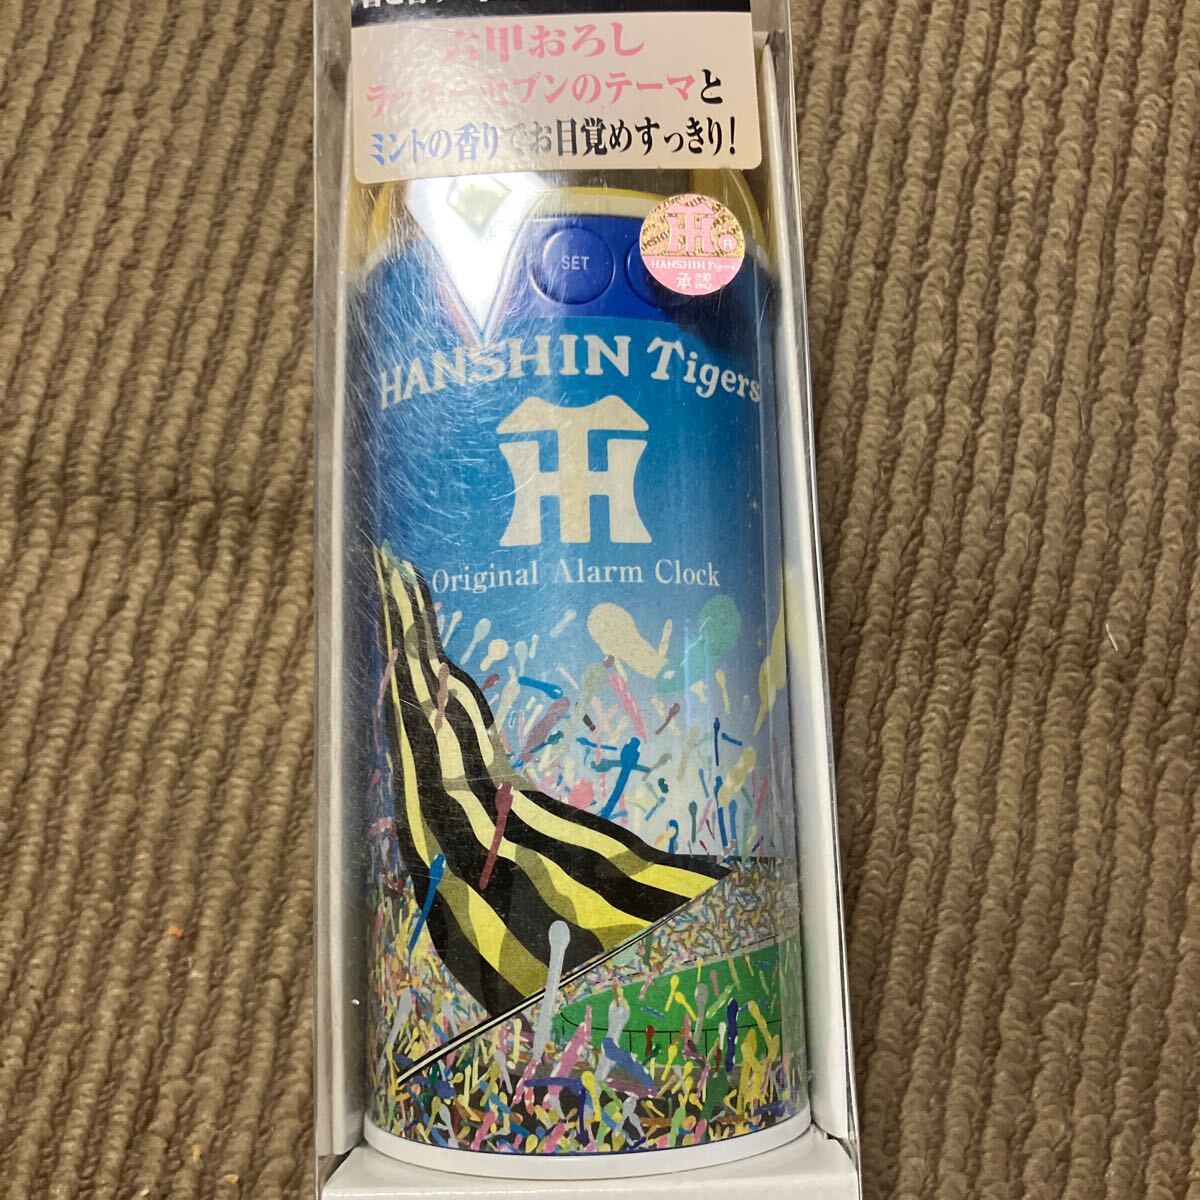 六甲おろし
ラッキーセブンのテーマと
ミントの香りでお目覚めすっきり!
SET
HANSHIN Tigers
承認
HANSHIN Tigers
Original Alarm Clock